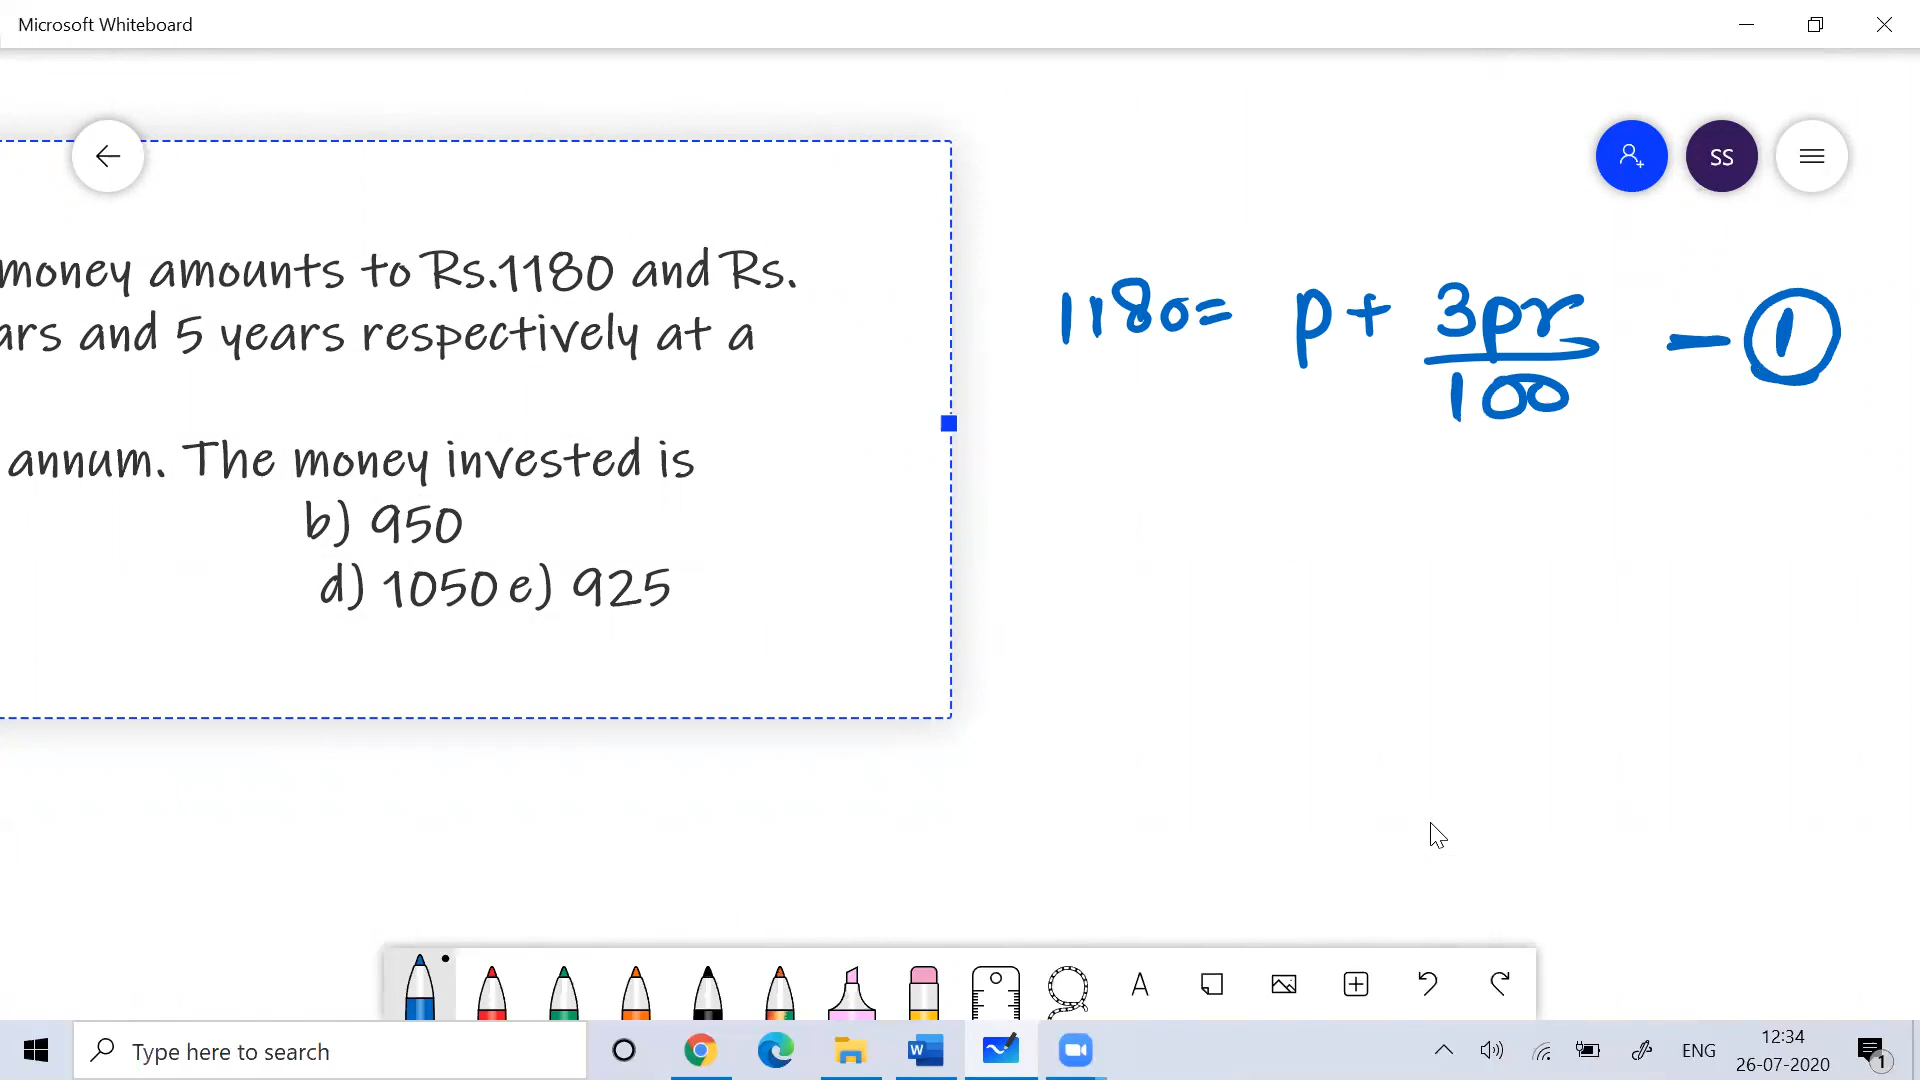 Microsoft Whiteboard
SS
money amounts to Rs.1180 and Rs.
ars and 5 years respectively at a
annum. The money invested is
b) 950
d) 1050 e) 925
1180 = p + 3pr/100 — ①
A
Type here to search
ENG
12:34
26-07-2020
1